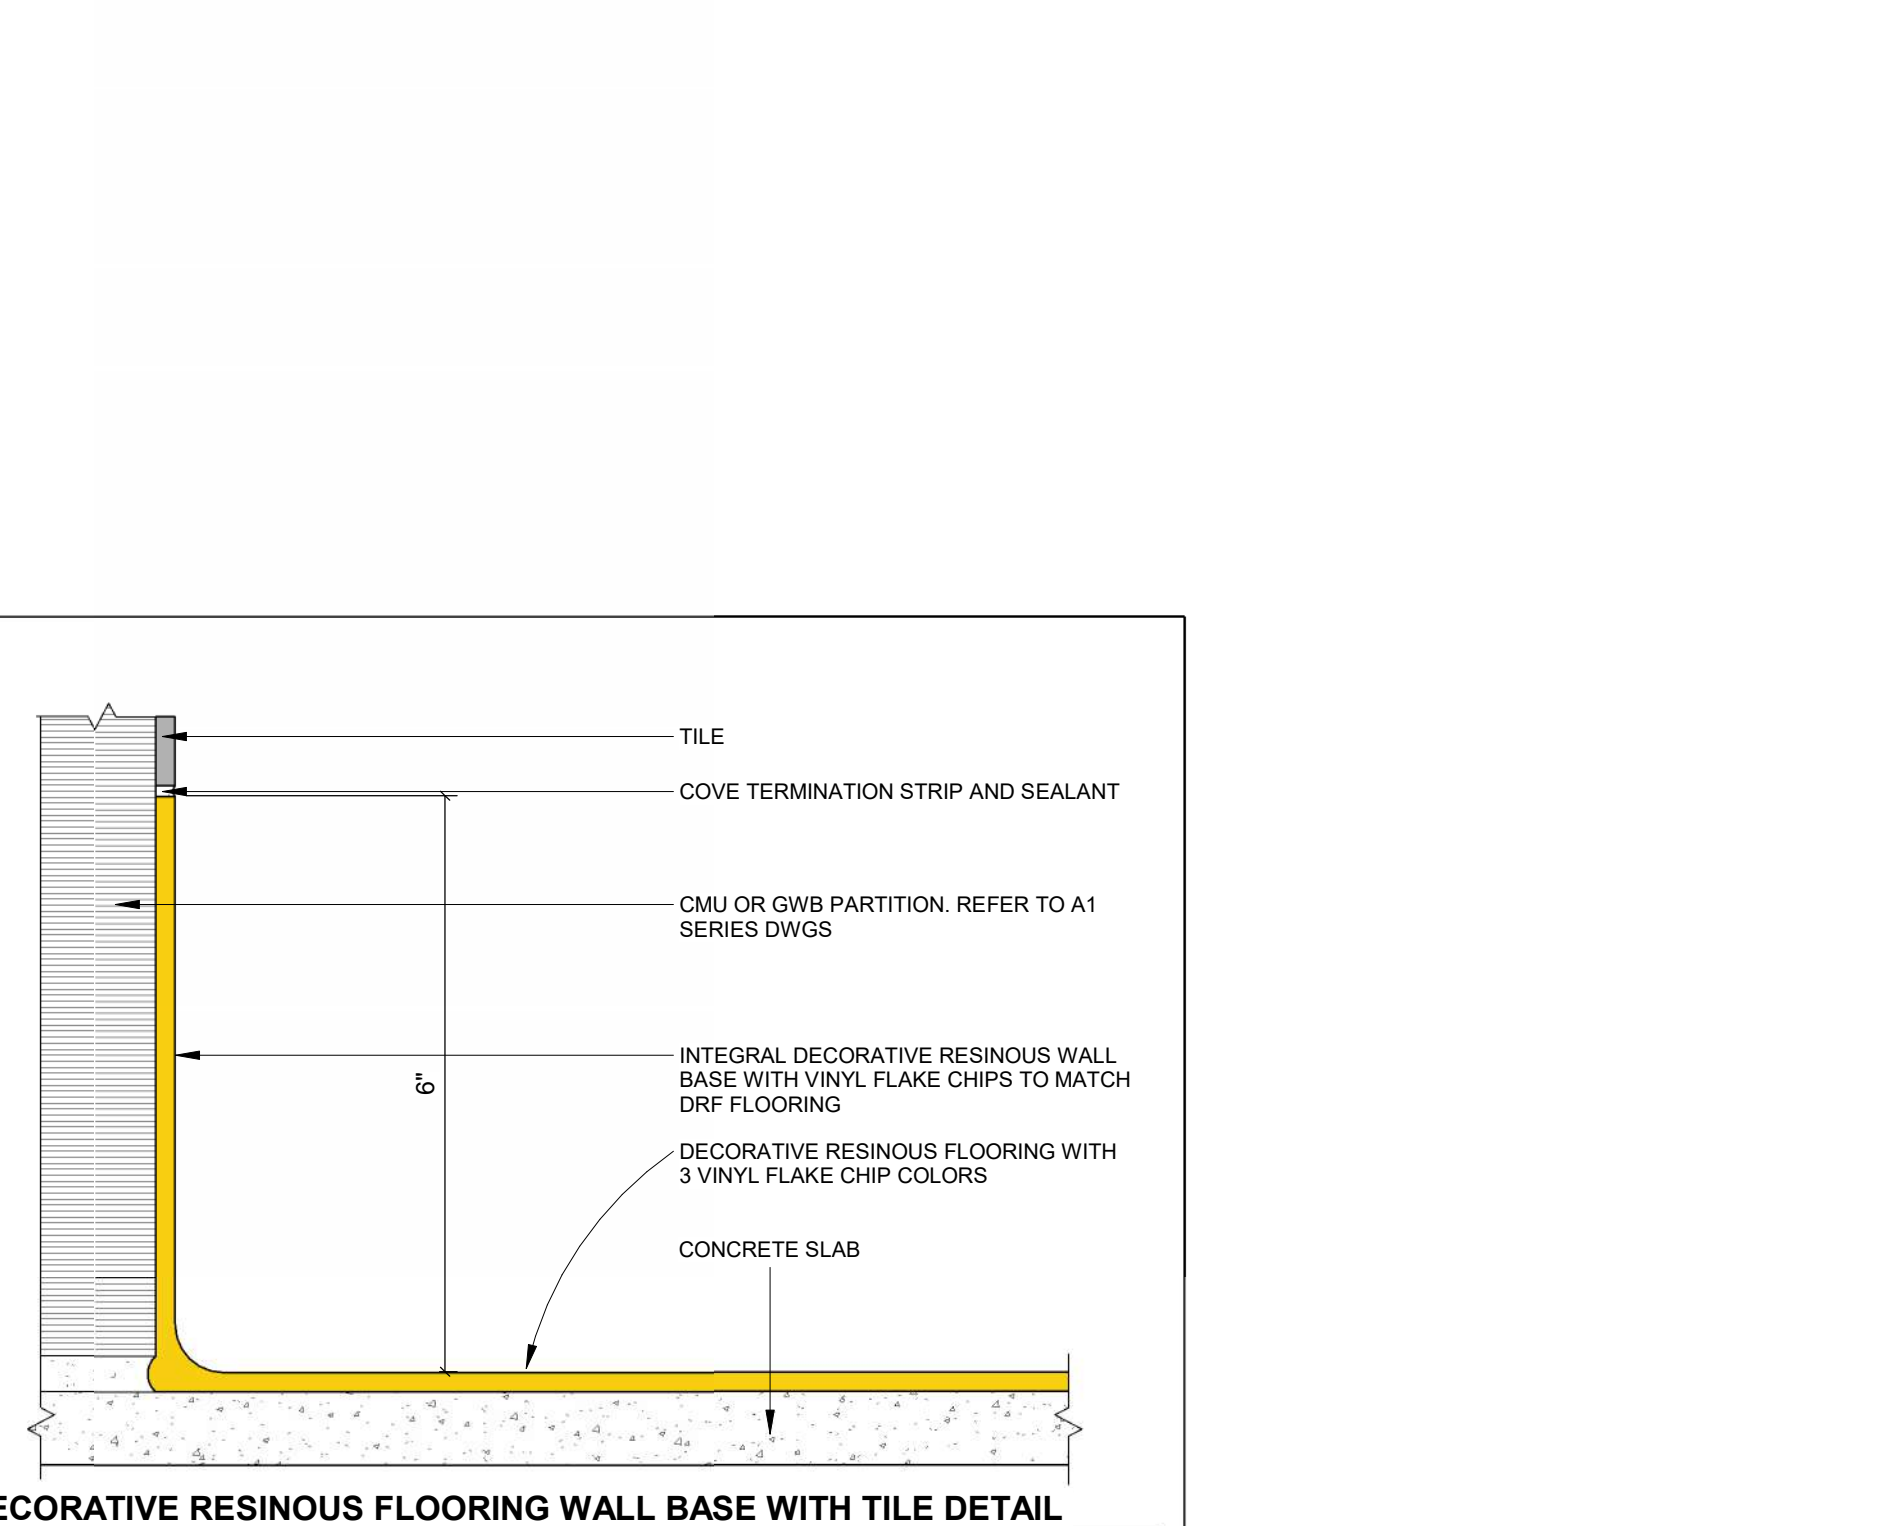 TILE
COVE TERMINATION STRIP AND SEALANT
CMU OR GWB PARTITION. REFER TO A1
SERIES DWGS
INTEGRAL DECORATIVE RESINOUS WALL
BASE WITH VINYL FLAKE CHIPS TO MATCH
DRF FLOORING
6"
DECORATIVE RESINOUS FLOORING WITH
3 VINYL FLAKE CHIP COLORS
CONCRETE SLAB
ECORATIVE RESINOUS FLOORING WALL BASE WITH TILE DETAIL